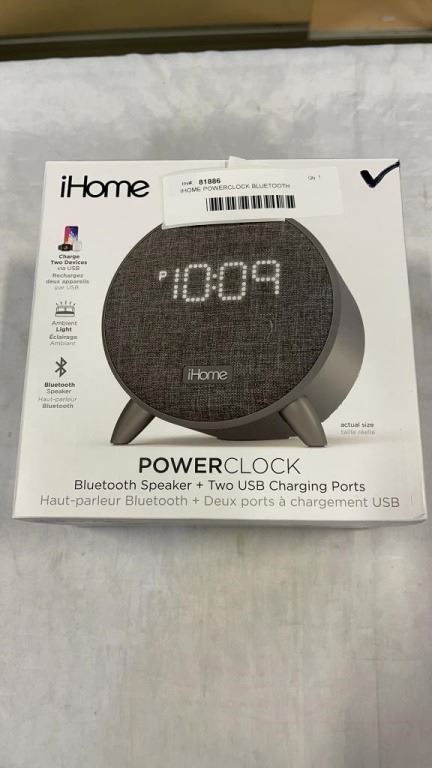 iHome
Inv#: 81886
Qty: 1
iHOME POWERCLOCK BLUETOOTH
Charge
Two Devices
via USB
Rechargez
deux appareils
par USB
Ambient
Light
Éclairage
Ambiant
Bluetooth
Speaker
Haut-parleur
Bluetooth
P 10:09
iHome
actual size
taille réelle
POWERCLOCK
Bluetooth Speaker + Two USB Charging Ports
Haut-parleur Bluetooth + Deux ports à chargement USB